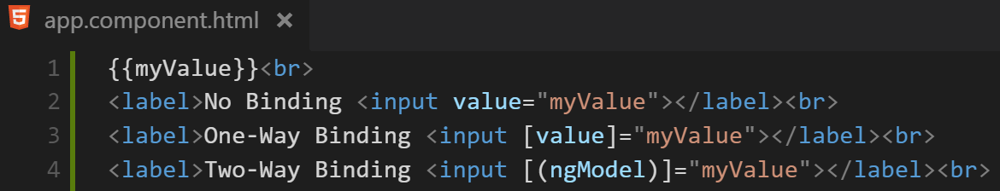 app.component.html ×
1 {{myValue}}<br>
2 <label>No Binding <input value="myValue"></label><br>
3 <label>One-Way Binding <input [value]="myValue"></label><br>
4 <label>Two-Way Binding <input [(ngModel)]="myValue"></label><br>